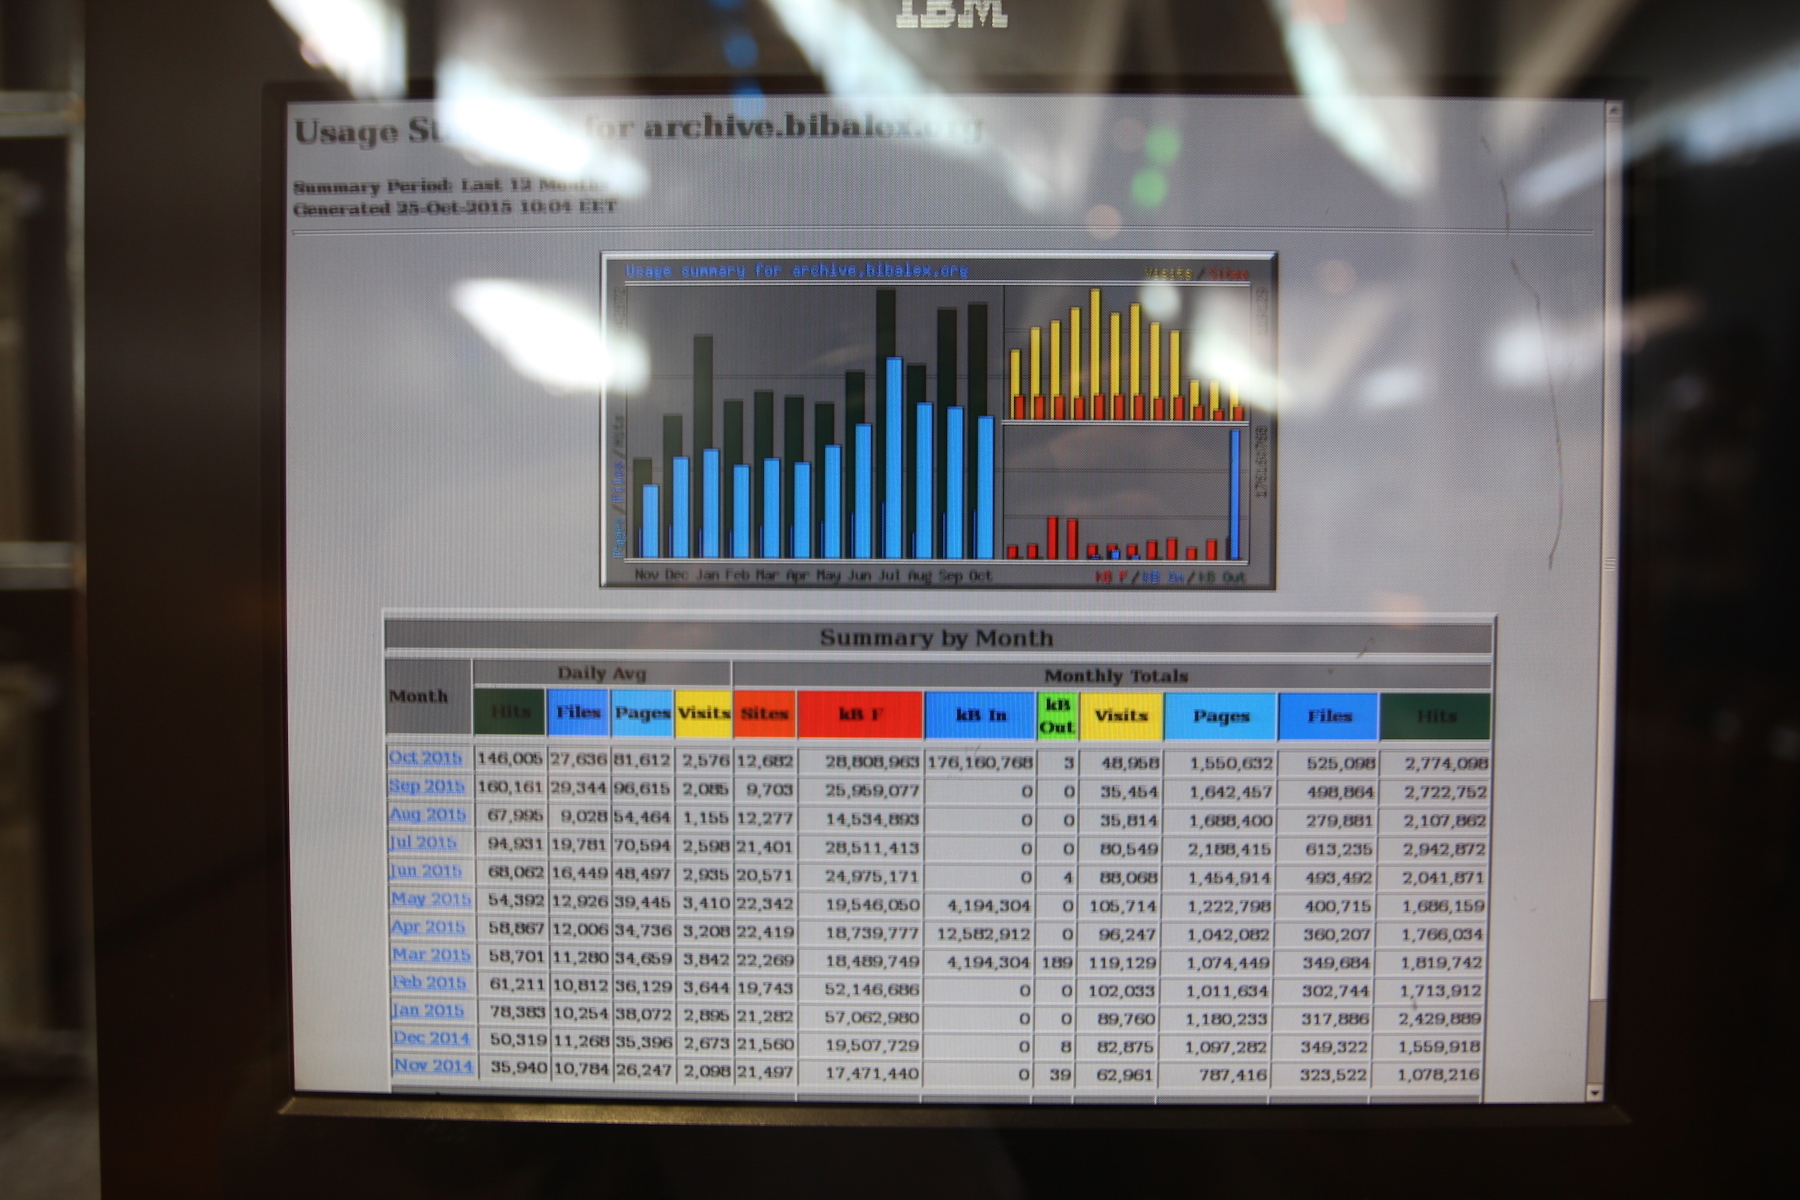 IBM
Usage for archive.bibalex.org
Summary Period: Last 12 Months
Generated 25-Oct-2015 10:04 EET
Usage summary for archive.bibalex.org
Visits / Sites
Pages / Files / Hits
176160768
Nov Dec Jan Feb Mar Apr May Jun Jul Aug Sep Oct
kB F / kB In / kB Out
Summary by Month
Month Daily Avg Monthly Totals
Hits Files Pages Visits Sites kB F kB In kB Out Visits Pages Files Hits
Oct 2015 146,005 27,636 81,612 2,576 12,682 28,808,963 176,160,768 3 48,958 1,550,632 525,098 2,774,098
Sep 2015 160,161 29,344 96,615 2,085 9,703 25,959,077 0 0 35,454 1,642,457 498,864 2,722,752
Aug 2015 67,995 9,028 54,464 1,155 12,277 14,534,893 0 0 35,814 1,688,400 279,881 2,107,862
Jul 2015 94,931 19,781 70,594 2,598 21,401 28,511,413 0 0 80,549 2,188,415 613,235 2,942,872
Jun 2015 68,062 16,449 48,497 2,935 20,571 24,975,171 0 4 88,068 1,454,914 493,492 2,041,871
May 2015 54,392 12,926 39,445 3,410 22,342 19,546,050 4,194,304 0 105,714 1,222,798 400,715 1,686,159
Apr 2015 58,867 12,006 34,736 3,208 22,419 18,739,777 12,582,912 0 96,247 1,042,082 360,207 1,766,034
Mar 2015 58,701 11,280 34,659 3,842 22,269 18,489,749 4,194,304 189 119,129 1,074,449 349,684 1,819,742
Feb 2015 61,211 10,812 36,129 3,644 19,743 52,146,686 0 0 102,033 1,011,634 302,744 1,713,912
Jan 2015 78,383 10,254 38,072 2,895 21,282 57,062,980 0 0 89,760 1,180,233 317,886 2,429,889
Dec 2014 50,319 11,268 35,396 2,673 21,560 19,507,729 0 8 82,875 1,097,282 349,322 1,559,918
Nov 2014 35,940 10,784 26,247 2,098 21,497 17,471,440 0 39 62,961 787,416 323,522 1,078,216